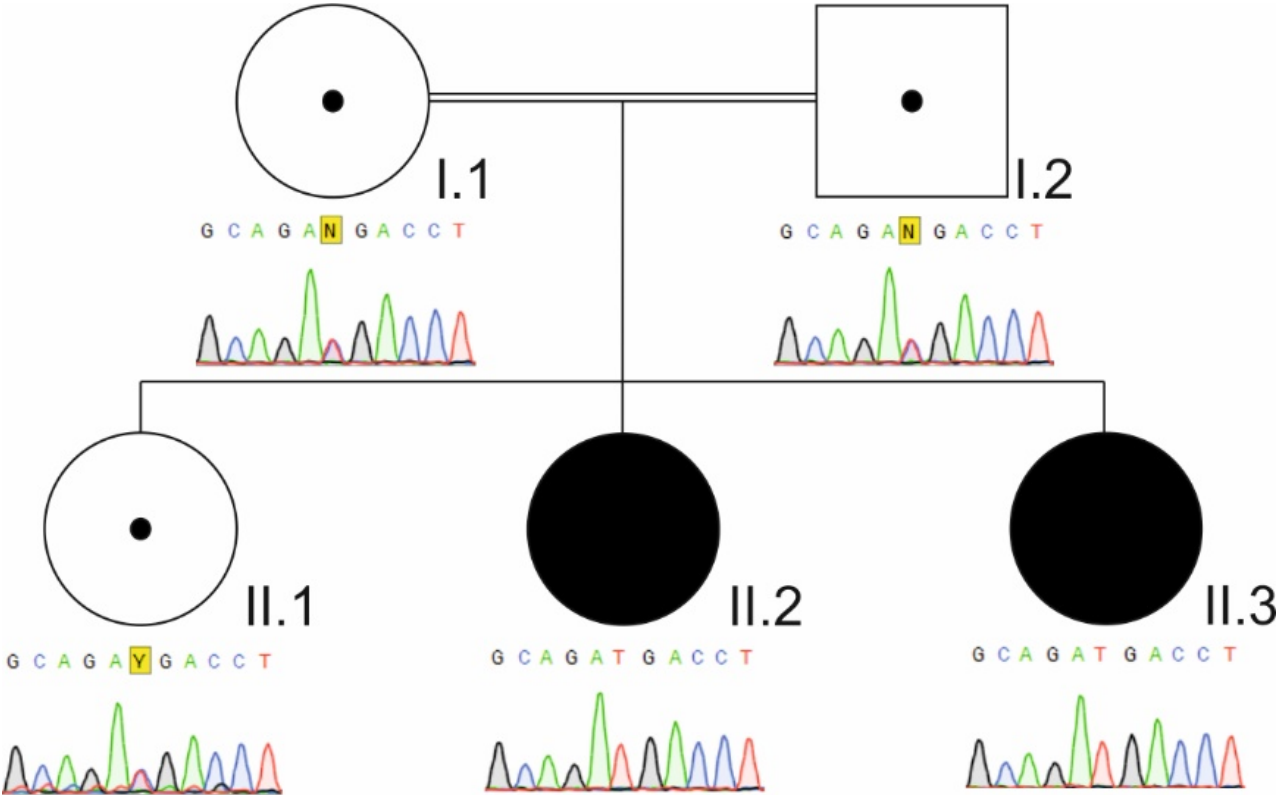 I.1
I.2
G C A G A N G A C C T
G C A G A N G A C C T
II.1
II.2
II.3
G C A G A Y G A C C T
G C A G A T G A C C T
G C A G A T G A C C T